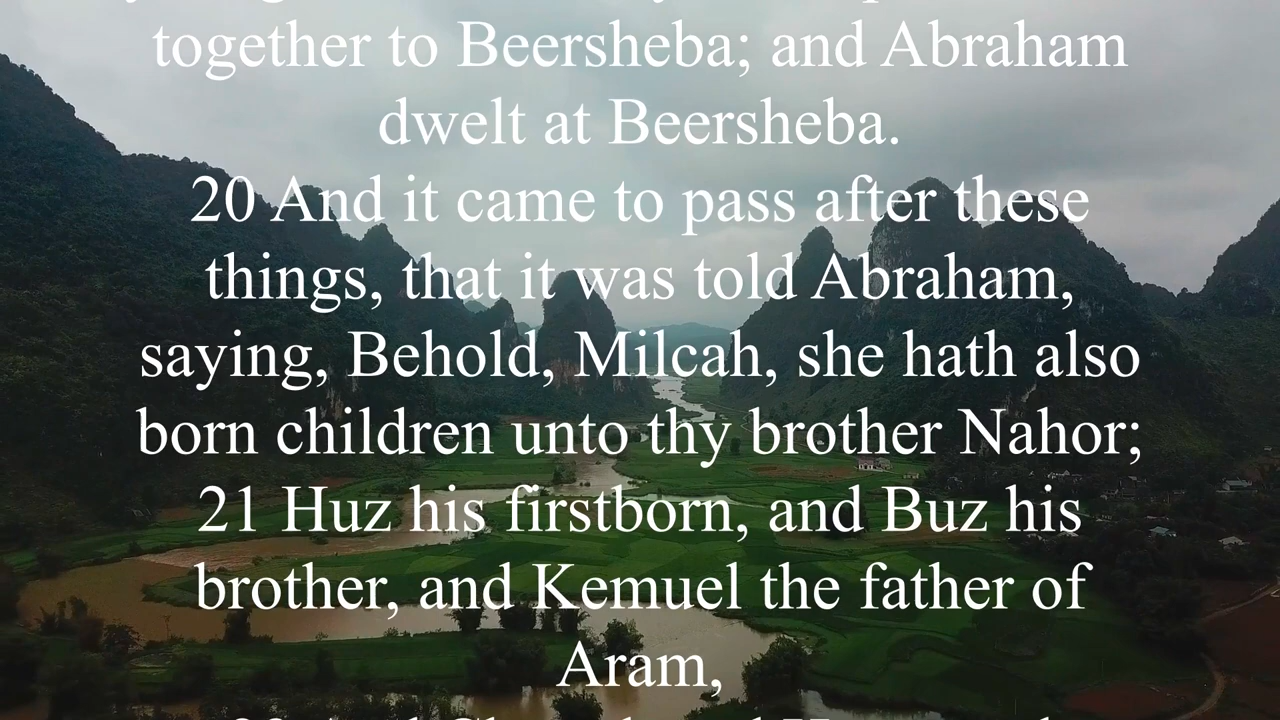 together to Beersheba; and Abraham
dwelt at Beersheba.
20 And it came to pass after these
things, that it was told Abraham,
saying, Behold, Milcah, she hath also
born children unto thy brother Nahor;
21 Huz his firstborn, and Buz his
brother, and Kemuel the father of
Aram,